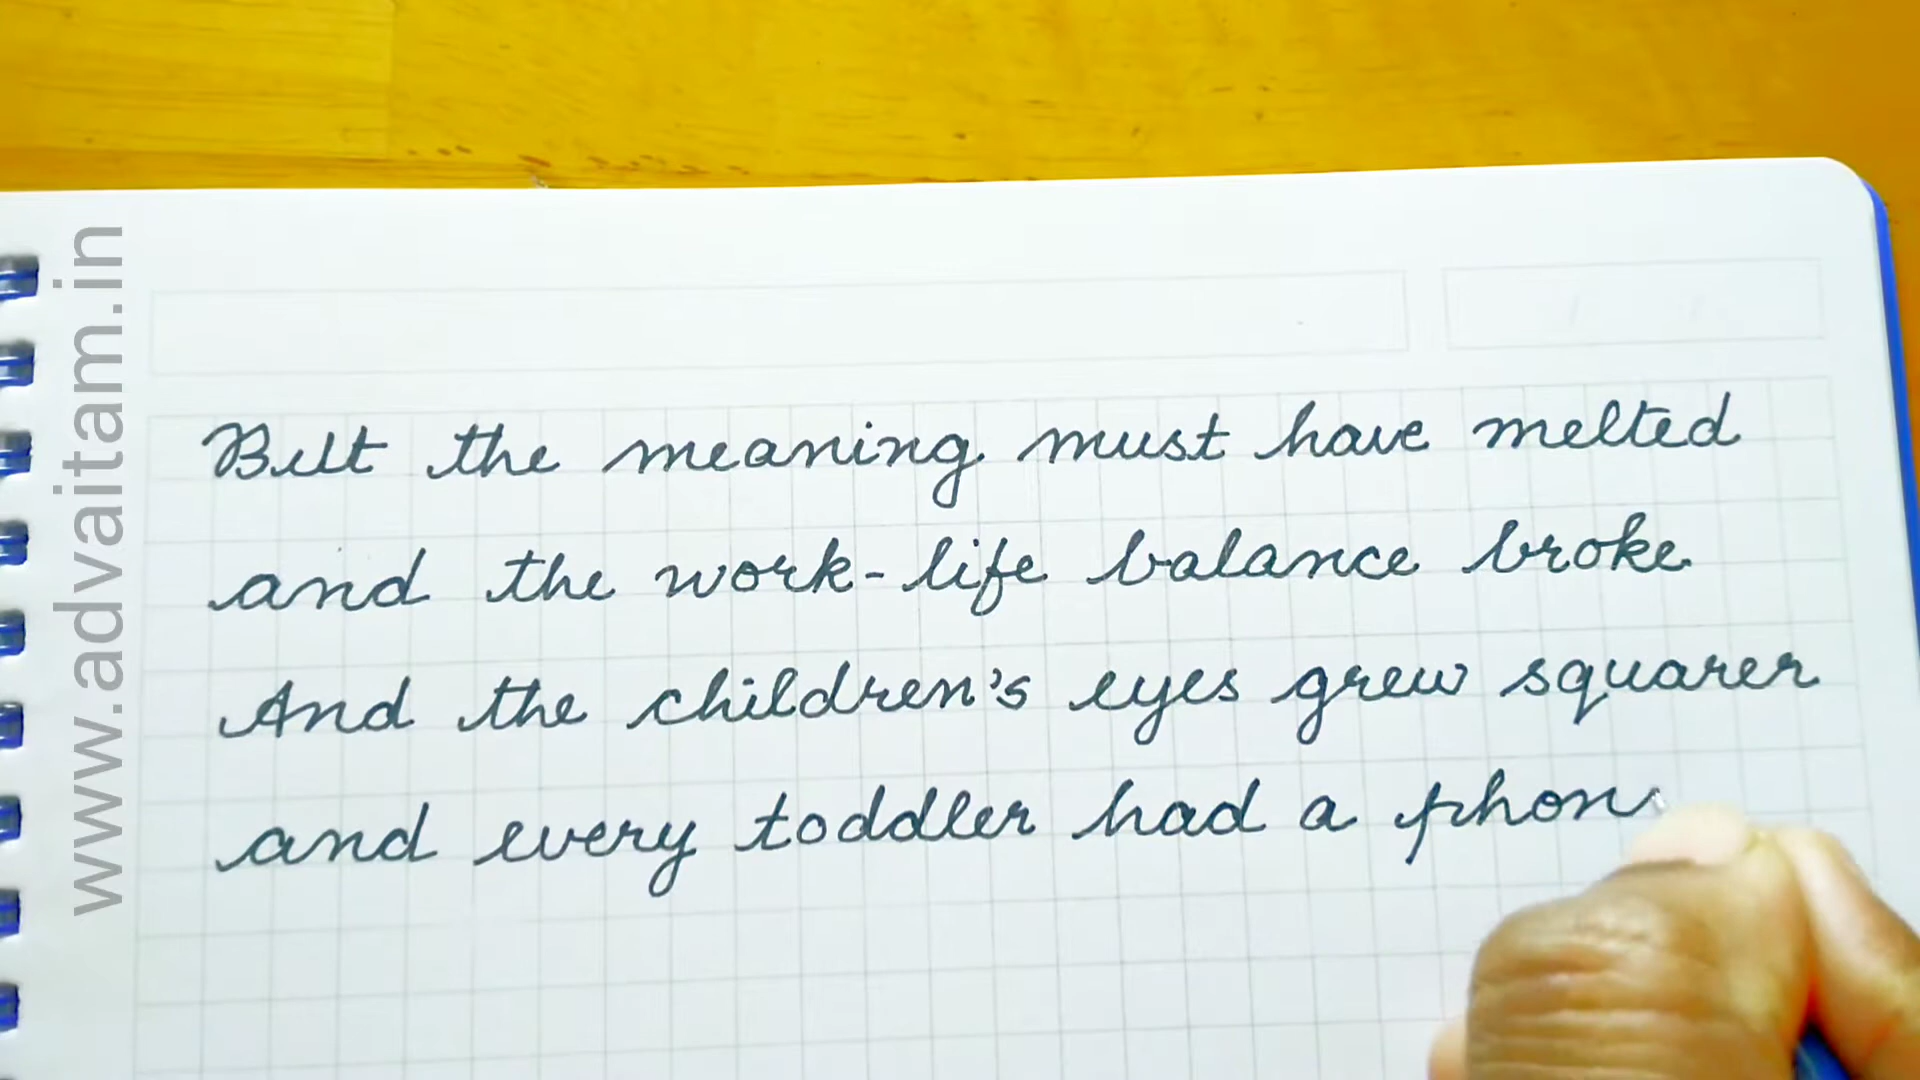 But the meaning must have melted
and the work-life balance broke
And the children's eyes grew squarer
and every toddler had a phon
www.advaitam.in